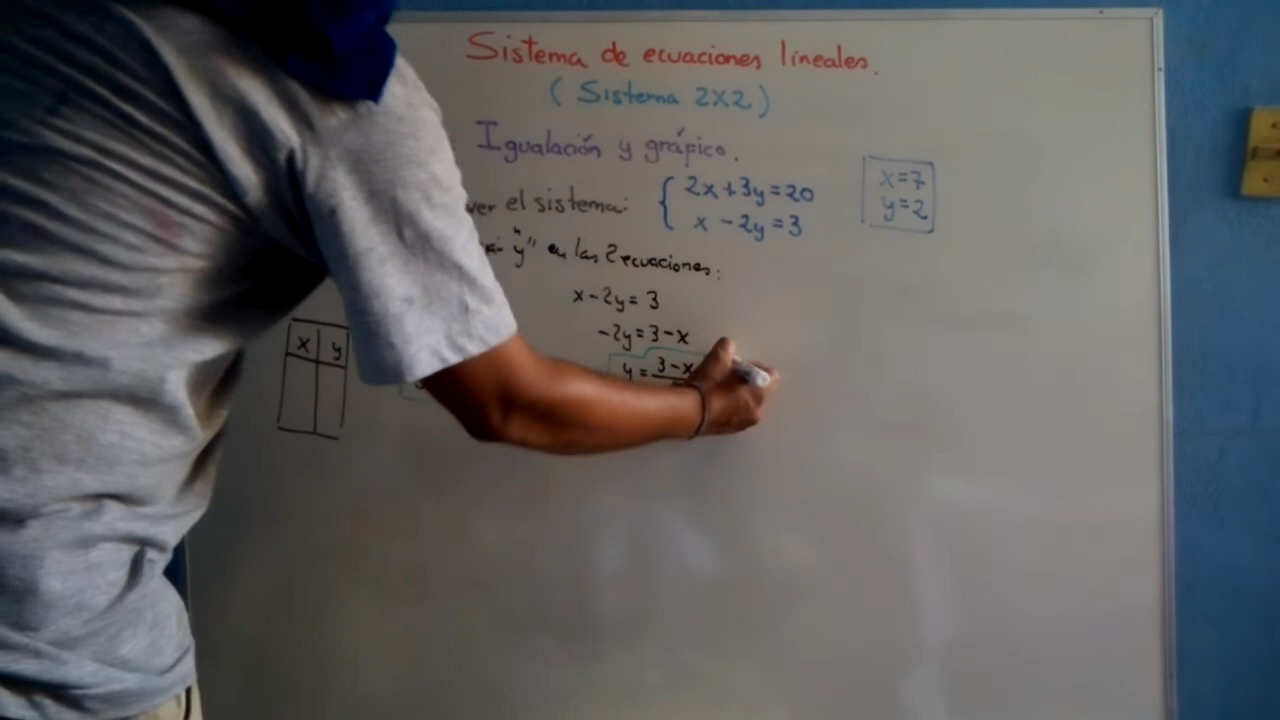 Sistema de ecuaciones lineales.
(Sistema 2x2)
Igualación y gráfico.
el sistema: { 2x+3y=20
x - 2y = 3
x=7
y=2
"y" en las 2 ecuaciones:
x-2y=3
-2y=3-x
y = 3-x
x y